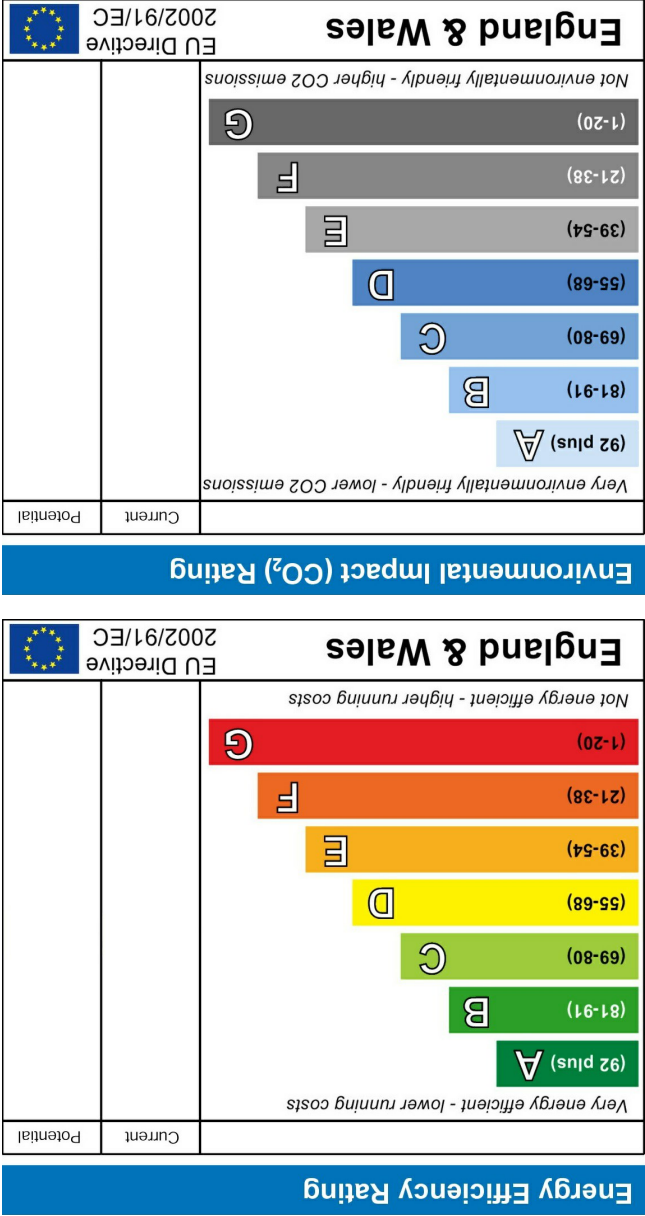 Energy Efficiency Rating
Current Potential
Very energy efficient - lower running costs
(92 plus) A
(81-91) B
(69-80) C
(55-68) D
(39-54) E
(21-38) F
(1-20) G
Not energy efficient - higher running costs
England & Wales
EU Directive
2002/91/EC
Environmental Impact (CO₂) Rating
Current Potential
Very environmentally friendly - lower CO2 emissions
(92 plus) A
(81-91) B
(69-80) C
(55-68) D
(39-54) E
(21-38) F
(1-20) G
Not environmentally friendly - higher CO2 emissions
England & Wales
EU Directive
2002/91/EC